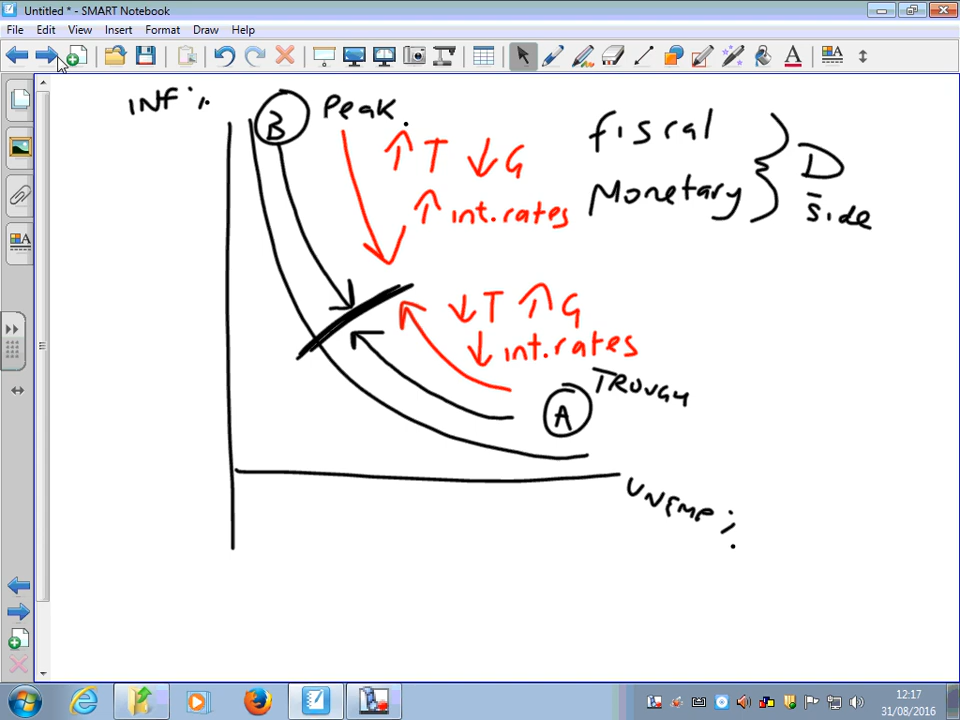 Untitled * - SMART Notebook
File Edit View Insert Format Draw Help
INF %
B Peak.
↑ T ↓ G
↑ int.rates
fiscal
Monetary
D
side
↓ T ↑ G
↓ int.rates
A TROUGH
UNEMP %
12:17
31/08/2016